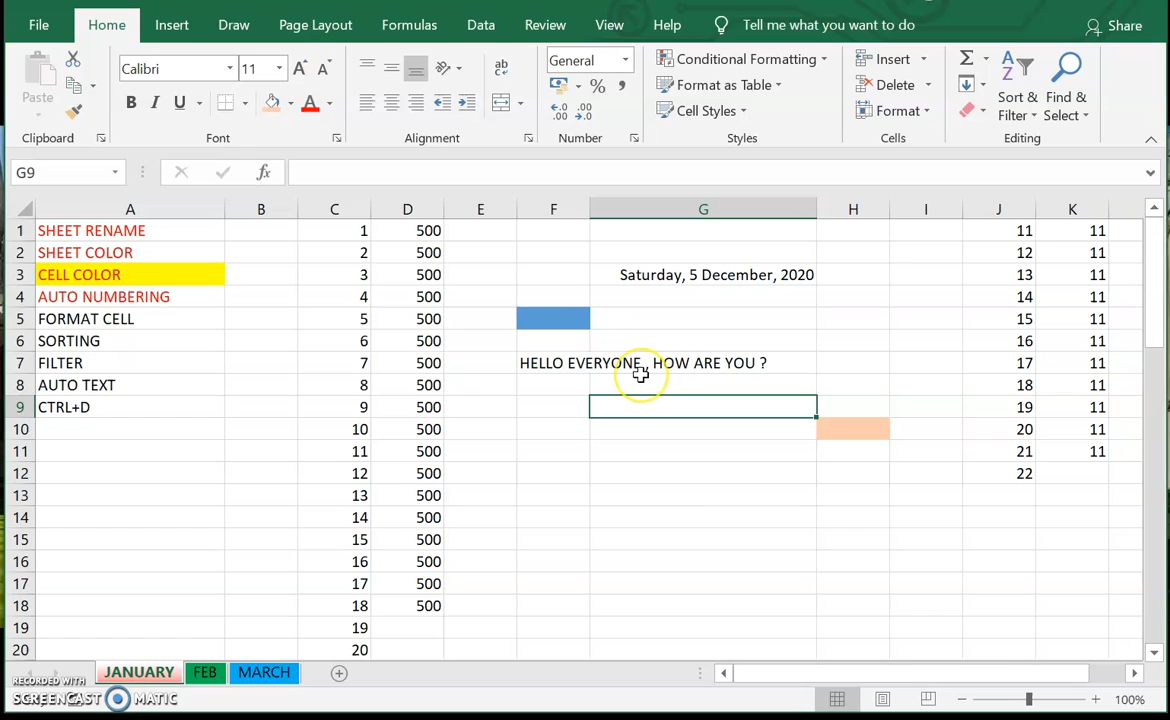 File Home Insert Draw Page Layout Formulas Data Review View Help Tell me what you want to do Share
Calibri 11 A A ab c General Conditional Formatting Insert Σ A Z
Paste Format as Table Delete Sort & Find &
B I U A % , Cell Styles Format Filter Select
Clipboard Font Alignment Number Styles Cells Editing
G9 fx
A B C D E F G H I J K
1 SHEET RENAME 1 500 11 11
2 SHEET COLOR 2 500 12 11
3 CELL COLOR 3 500 Saturday, 5 December, 2020 13 11
4 AUTO NUMBERING 4 500 14 11
5 FORMAT CELL 5 500 15 11
6 SORTING 6 500 16 11
7 FILTER 7 500 HELLO EVERYONE, HOW ARE YOU ? 17 11
8 AUTO TEXT 8 500 18 11
9 CTRL+D 9 500 19 11
10 10 500 20 11
11 11 500 21 11
12 12 500 22
13 13 500
14 14 500
15 15 500
16 16 500
17 17 500
18 18 500
19 19
20 20
JANUARY FEB MARCH
RECORDED WITH
SCREENCAST MATIC 100%